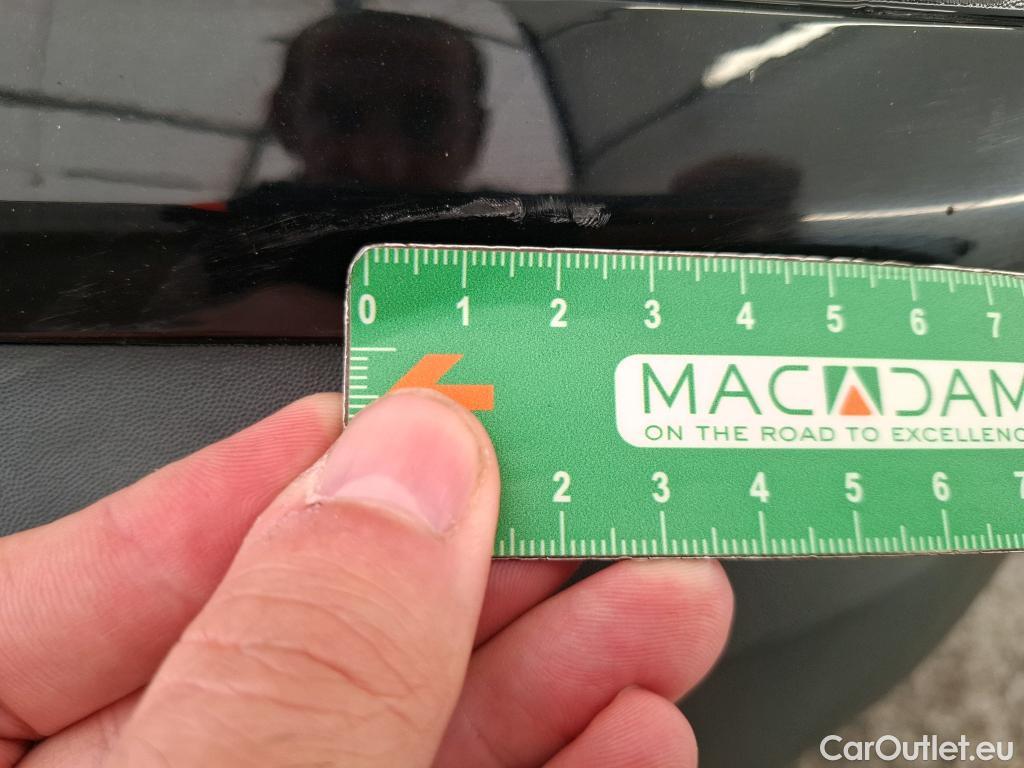 0 1 2 3 4 5 6 7
MACADAM
ON THE ROAD TO EXCELLENC
2 3 4 5 6 7
CarOutlet.eu